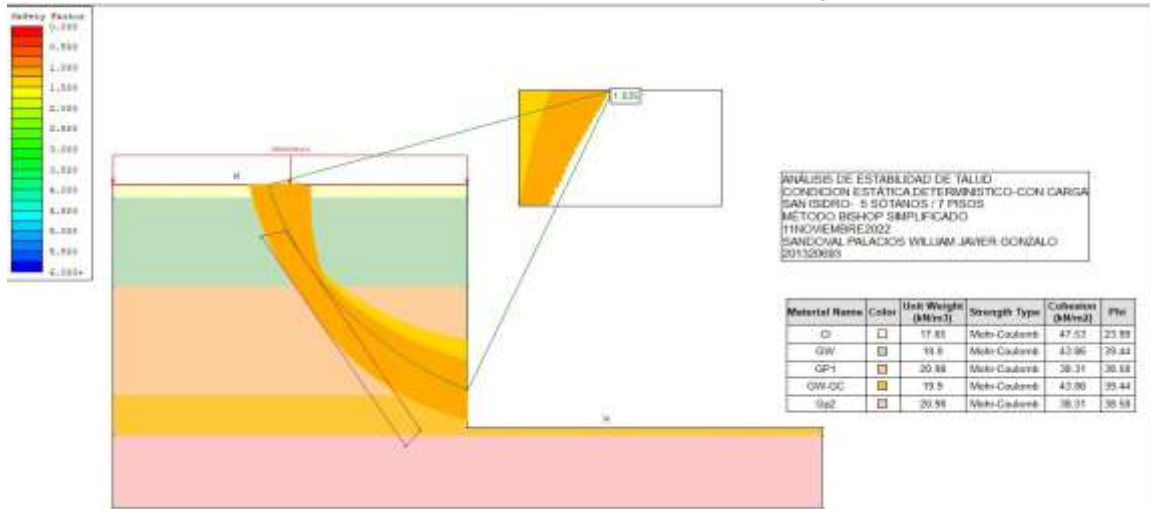 Safety Factor
0.000
0.500
1.000
1.500
2.000
2.500
3.000
3.500
4.000
4.500
5.000
5.500
6.000+
W
W
ANÁLISIS DE ESTABILIDAD DE TALUD
CONDICION ESTÁTICA DETERMINISTICO-CON CARGA
SAN ISIDRO- 5 SÓTANOS / 7 PISOS
MÉTODO BISHOP SIMPLIFICADO
11NOVIEMBRE2022
SANDOVAL PALACIOS WILLIAM JAVIER GONZALO
201320693
Material Name Color Unit Weight (kN/m3) Strength Type Cohesion (kN/m2) Phi
Cl 17.65 Mohr-Coulomb 47.53 23.99
GW 19.9 Mohr-Coulomb 43.86 39.44
GP1 20.98 Mohr-Coulomb 38.31 38.58
GW-GC 19.9 Mohr-Coulomb 43.86 39.44
Gp2 20.98 Mohr-Coulomb 38.31 38.58